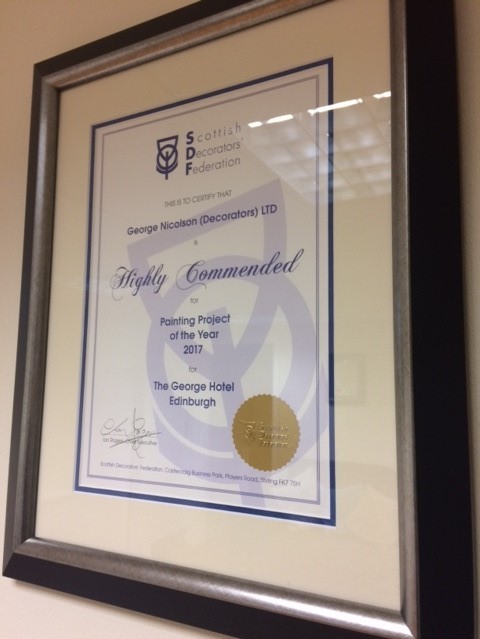 Scottish
Decorators'
Federation
THIS IS TO CERTIFY THAT
George Nicolson (Decorators) LTD
is
Highly Commended
for
Painting Project
of the Year
2017
for
The George Hotel
Edinburgh
Chief Executive
Scottish Decorators' Federation, Castlecraig Business Park, Players Road, Stirling FK7 7SH